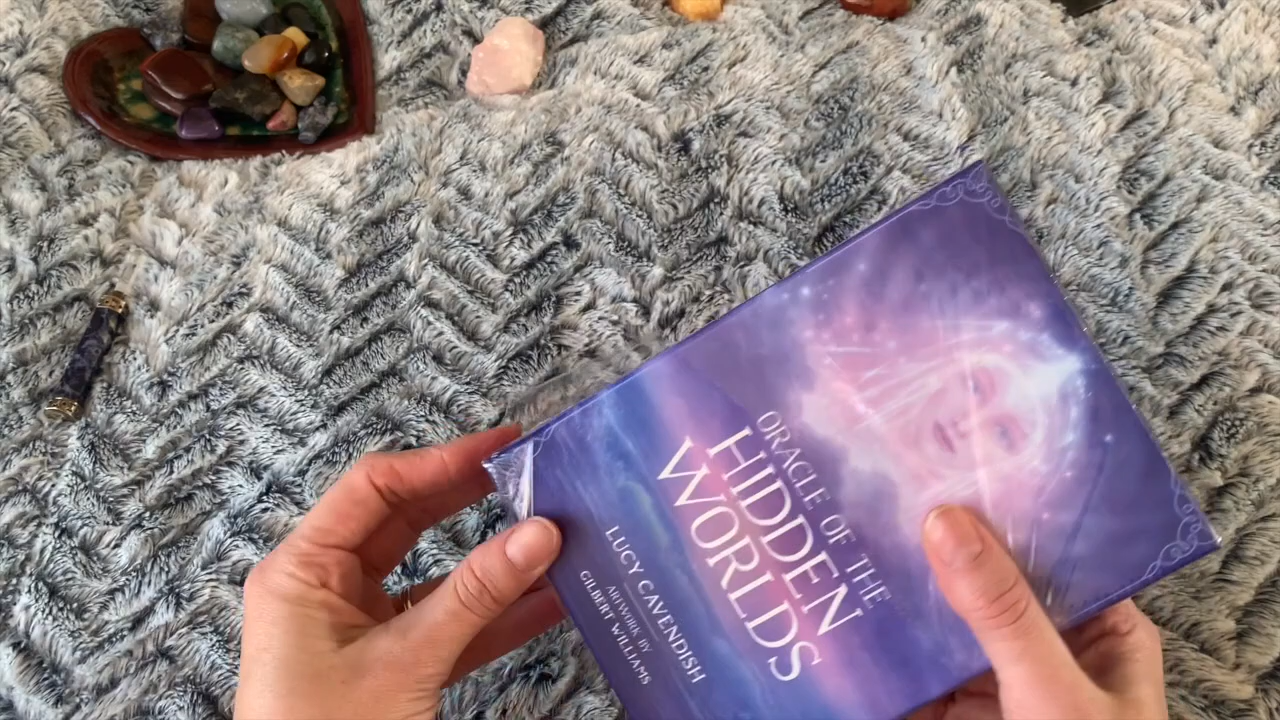 ORACLE OF THE
HIDDEN
WORLDS
LUCY CAVENDISH
ARTWORK BY
GILBERT WILLIAMS